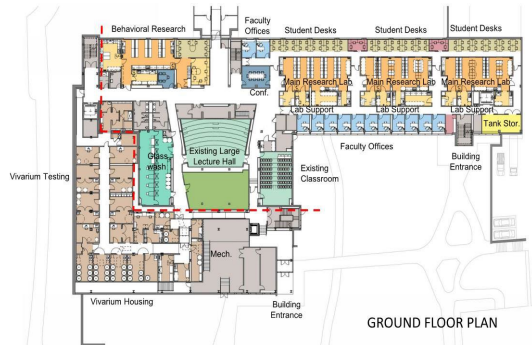 Behavioral Research
Faculty
Offices
Student Desks
Student Desks
Student Desks
Conf.
Main Research Lab
Main Research Lab
Main Research Lab
Lab Support
Lab Support
Lab Support
Tank Stor.
Faculty Offices
Building
Entrance
Vivarium Testing
Glass
wash
Existing Large
Lecture Hall
Existing
Classroom
Mech.
Vivarium Housing
Building
Entrance
GROUND FLOOR PLAN